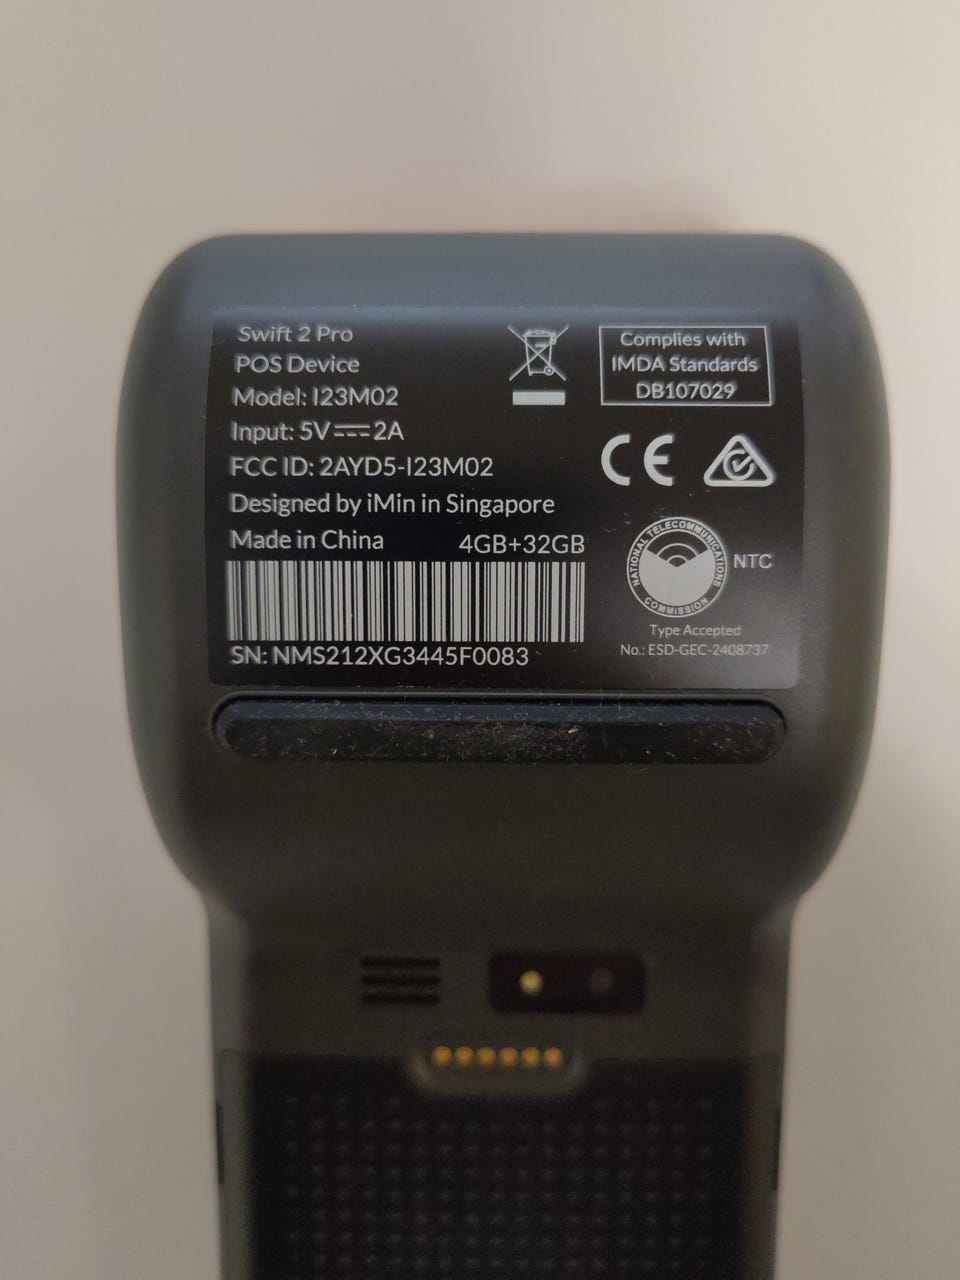 Swift 2 Pro
POS Device
Model: I23M02
Input: 5V⎓2A
FCC ID: 2AYD5-I23M02
Designed by iMin in Singapore
Made in China 4GB+32GB
SN: NMS212XG3445F0083
Complies with
IMDA Standards
DB107029
CE
NATIONAL TELECOMMUNICATIONS
COMMISSION
NTC
Type Accepted
No.: ESD-GEC-2408737